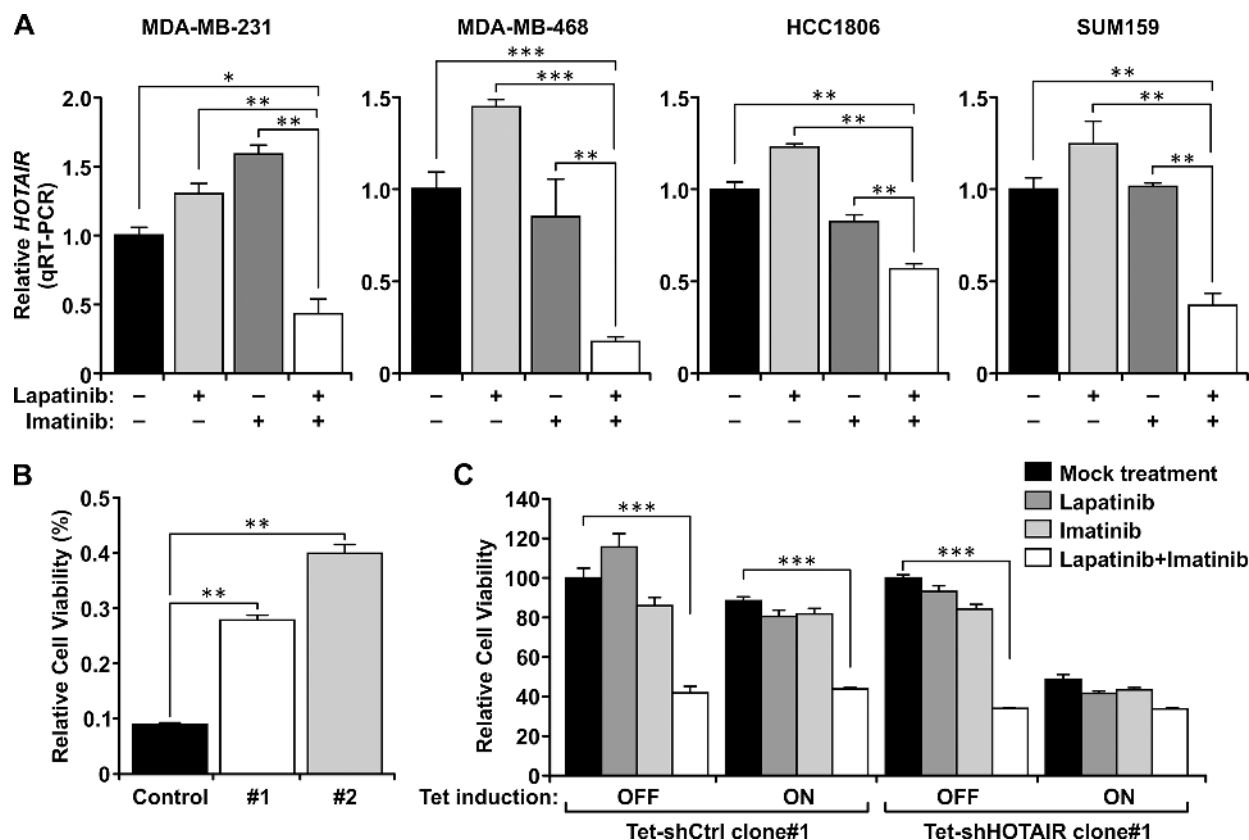 A
MDA-MB-231
MDA-MB-468
HCC1806
SUM159
Relative HOTAIR
(qRT-PCR)
2.0
1.5
1.0
0.5
0
*
**
**
1.5
1.0
0.5
0
***
***
**
1.5
1.0
0.5
0
**
**
**
1.5
1.0
0.5
0
**
**
**
Lapatinib: – + – + – + – + – + – + – + – +
Imatinib: – – + + – – + + – – + + – – + +
B
Relative Cell Viability (%)
0.5
0.4
0.3
0.3
0.1
0
**
**
Control #1 #2
C
Mock treatment
Lapatinib
Imatinib
Lapatinib+Imatinib
Relative Cell Viability
140
120
100
80
60
40
20
0
***
***
***
Tet induction: OFF ON OFF ON
Tet-shCtrl clone#1 Tet-shHOTAIR clone#1